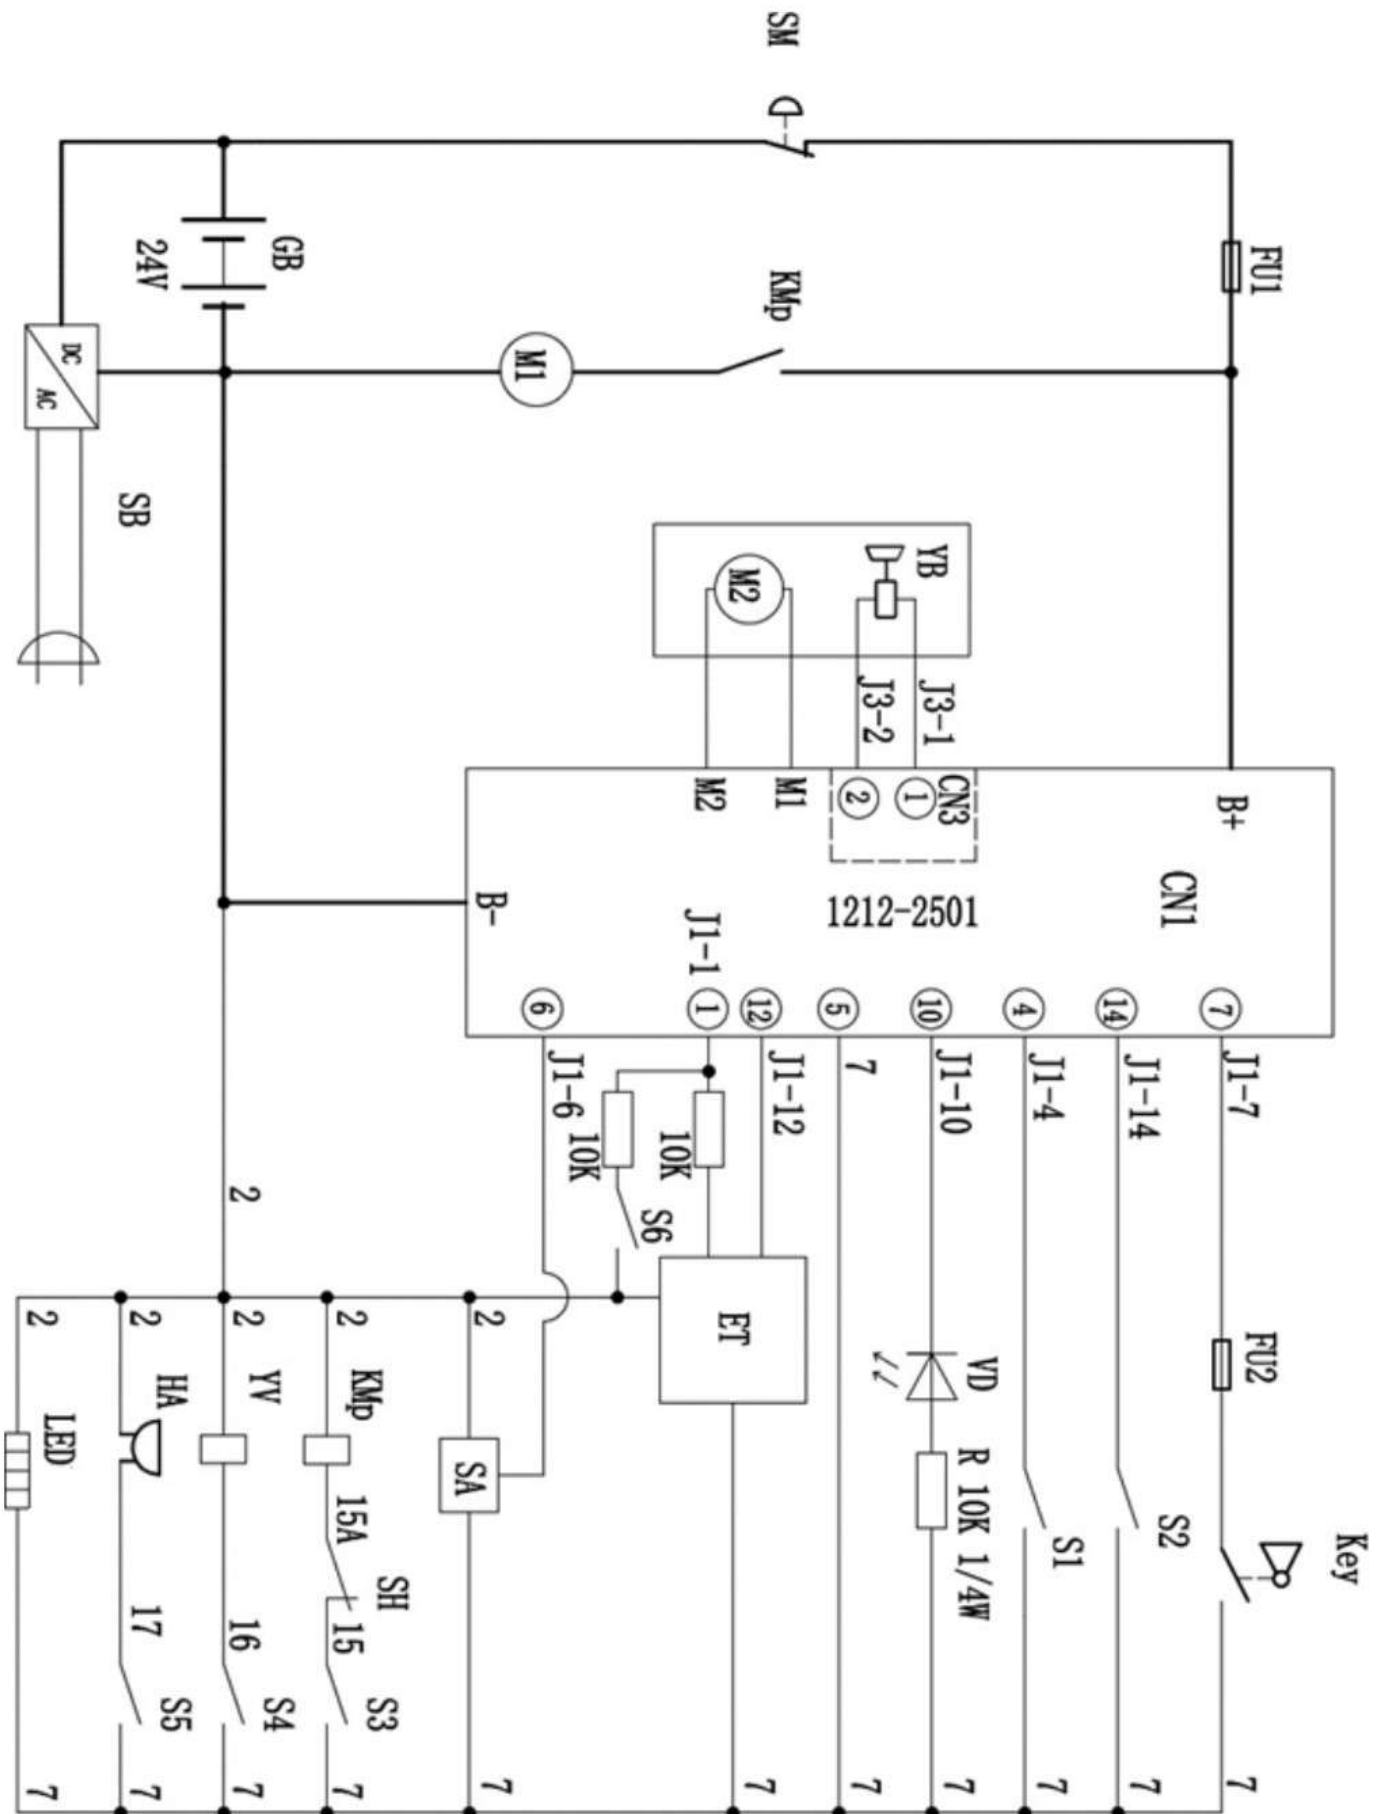 Key
FU1
FU2
B+
7
J1-7
7
CN1
S2
14
J1-14
7
S1
4
J1-4
7
VD
R 10K 1/4W
YB
J3-1
CN3
1
10
J1-10
7
J3-2
2
1212-2501
5
7
7
SM
KMp
M1
12
J1-12
7
M2
M2
J1-1
1
ET
10K
S6
10K
M1
J1-6
6
B-
2
SA
7
SH
S3
KMp
15A
15
2
7
GB
YV
S4
2
2
16
7
24V
HA
S5
SB
2
17
7
DC
AC
LED
2
7